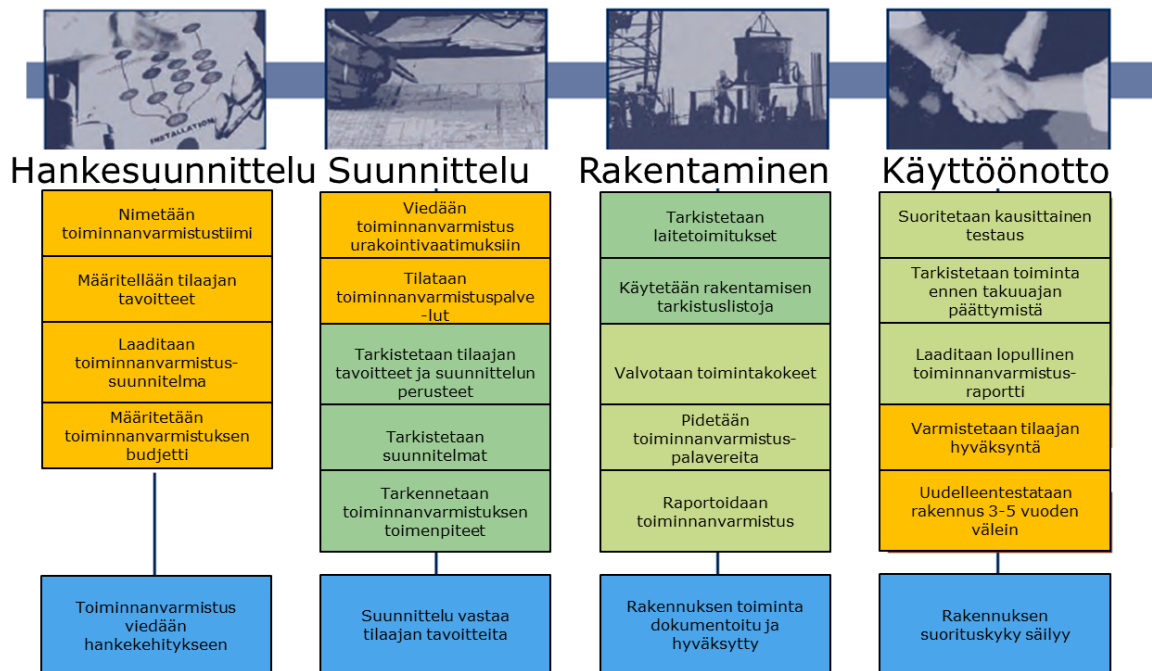 INSTALLATION
Hankesuunnittelu
Nimetään
toiminnanvarmistustiimi
Määritellään tilaajan
tavoitteet
Laaditaan
toiminnanvarmistus-
suunnitelma
Määritetään
toiminnanvarmistuksen
budjetti
Toiminnanvarmistus
viedään
hankekehitykseen
Suunnittelu
Viedään
toiminnanvarmistus
urakointivaatimuksiin
Tilataan
toiminnanvarmistuspalve
-lut
Tarkistetaan tilaajan
tavoitteet ja suunnittelun
perusteet
Tarkistetaan
suunnitelmat
Tarkennetaan
toiminnanvarmistuksen
toimenpiteet
Suunnittelu vastaa
tilaajan tavoitteita
Rakentaminen
Tarkistetaan
laitetoimitukset
Käytetään rakentamisen
tarkistuslistoja
Valvotaan toimintakokeet
Pidetään
toiminnanvarmistus-
palavereita
Raportoidaan
toiminnanvarmistus
Rakennuksen toiminta
dokumentoitu ja
hyväksytty
Käyttöönotto
Suoritetaan kausittainen
testaus
Tarkistetaan toiminta
ennen takuuajan
päättymistä
Laaditaan lopullinen
toiminnanvarmistus-
raportti
Varmistetaan tilaajan
hyväksyntä
Uudelleentestataan
rakennus 3-5 vuoden
välein
Rakennuksen
suorituskyky säilyy